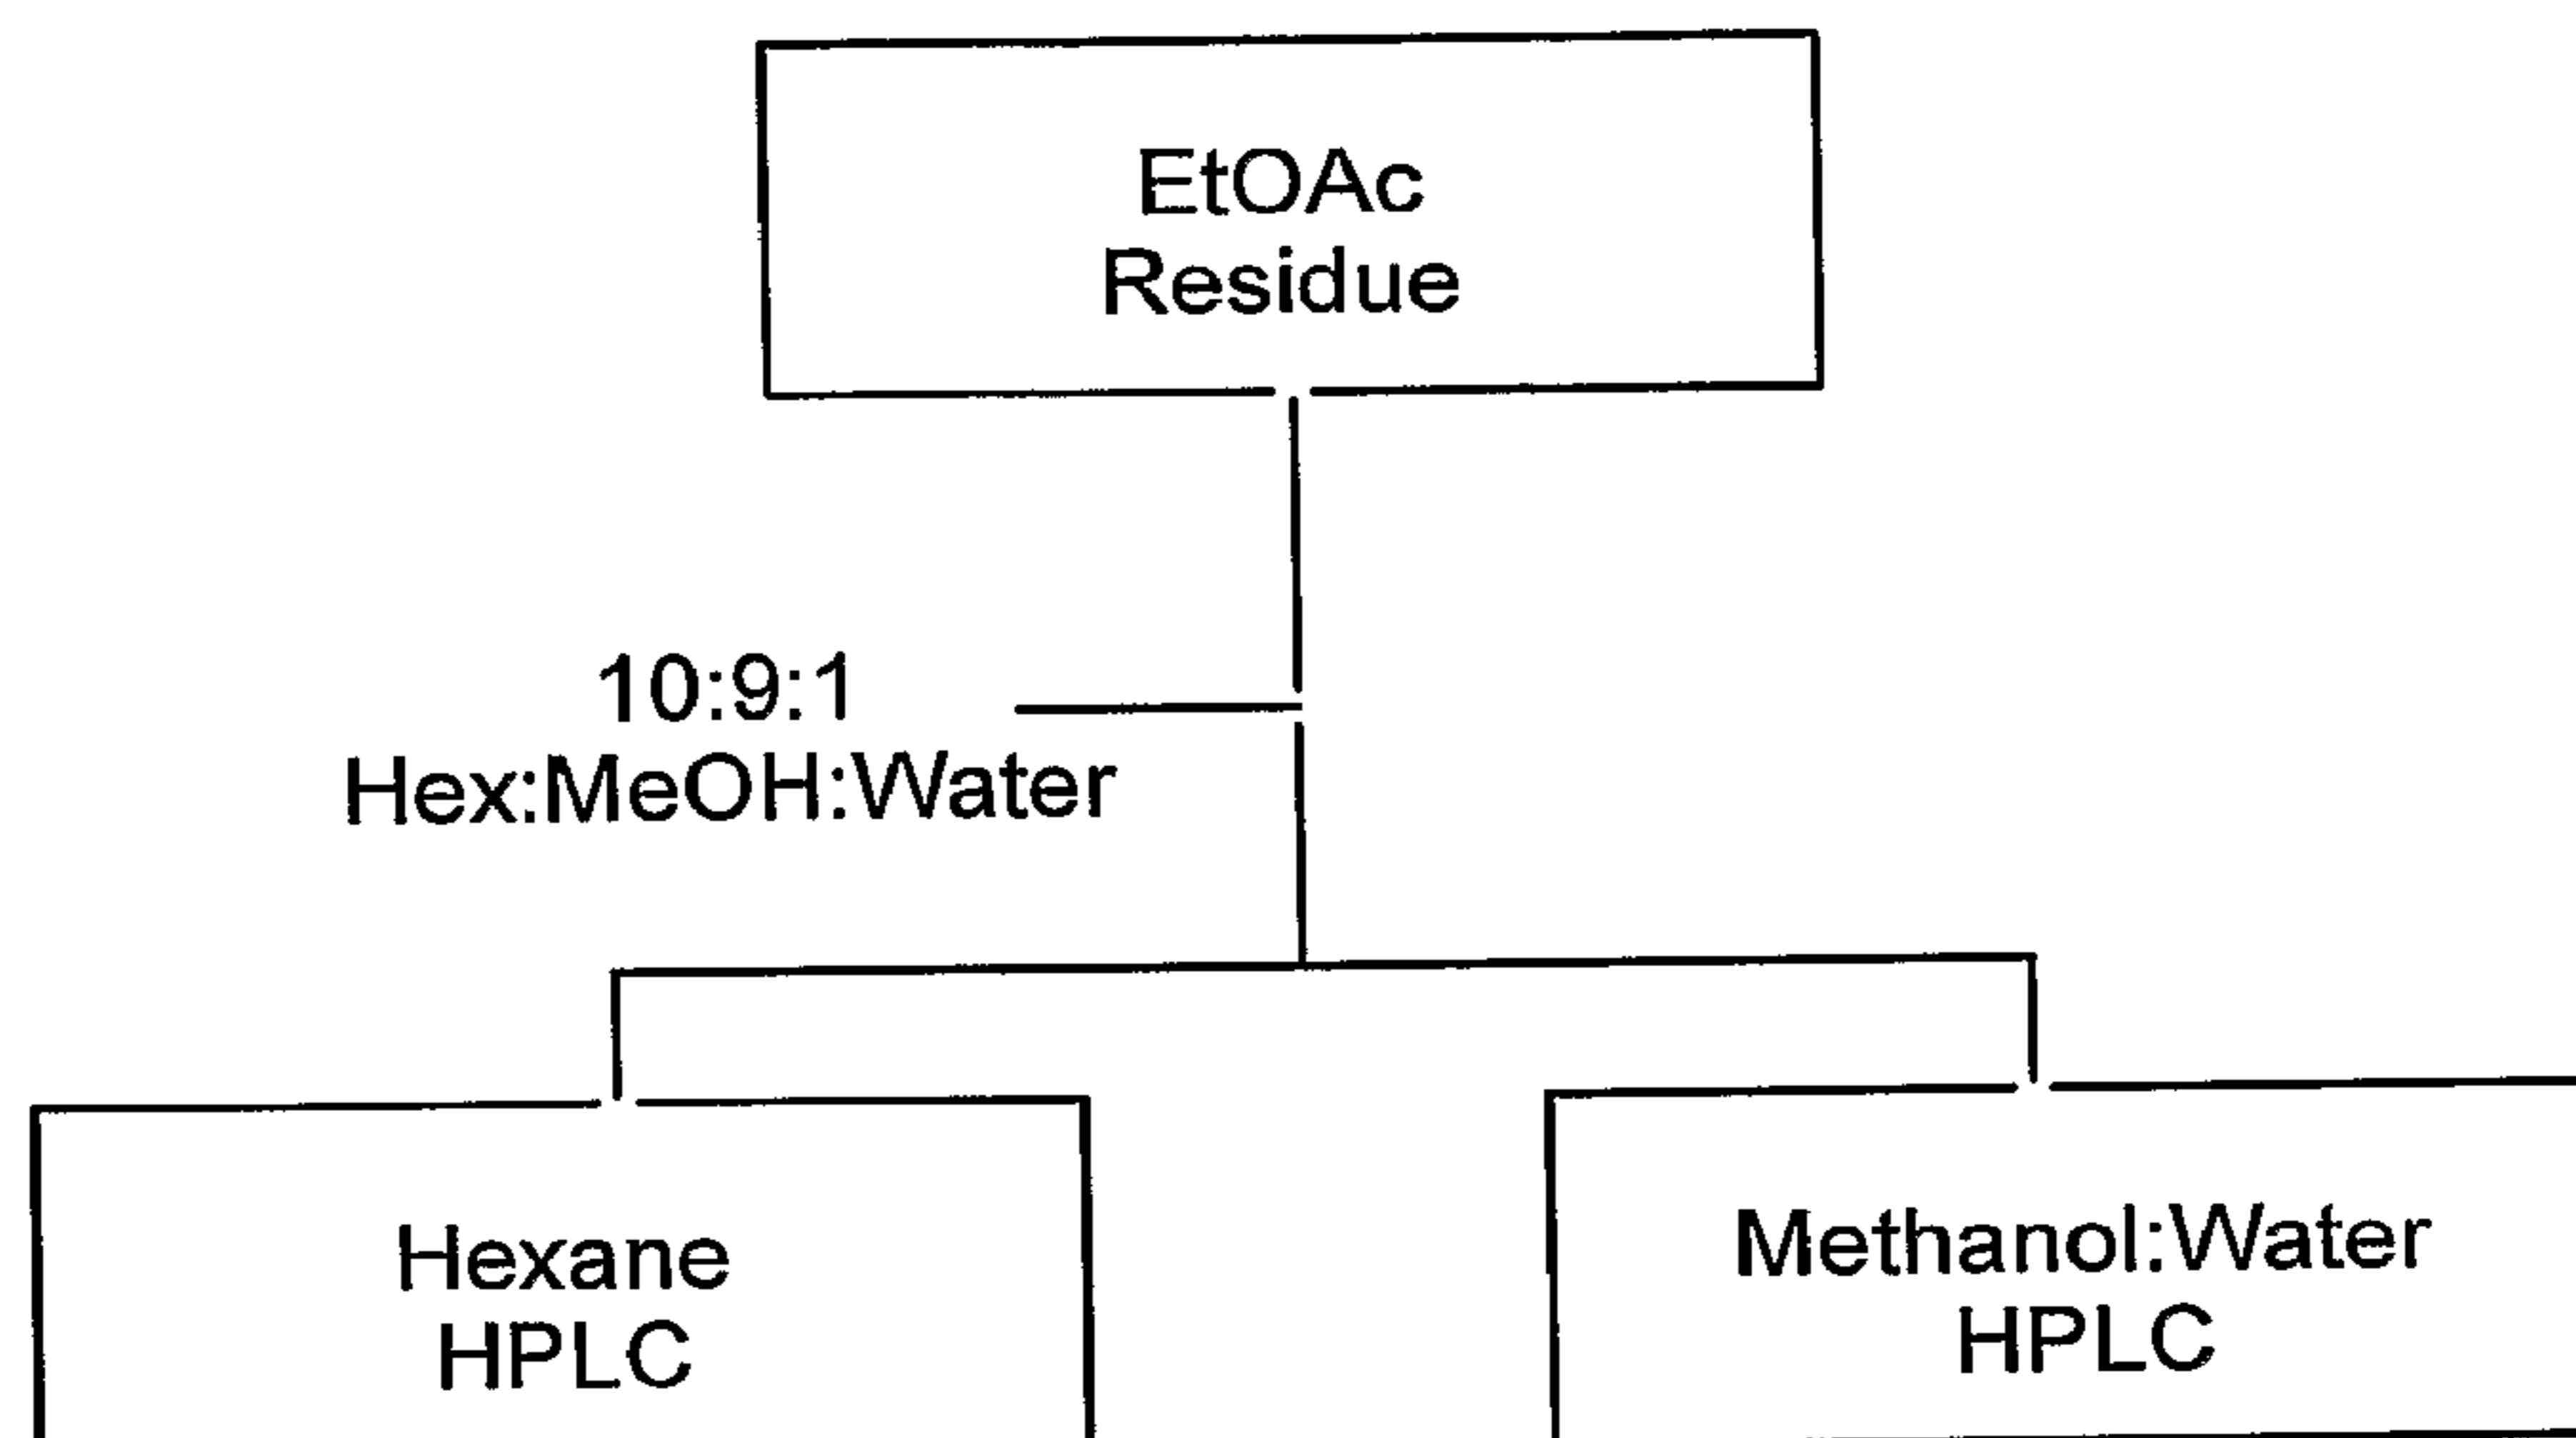 EtOAc
Residue
10:9:1
Hex:MeOH:Water
Hexane
HPLC
Methanol:Water
HPLC